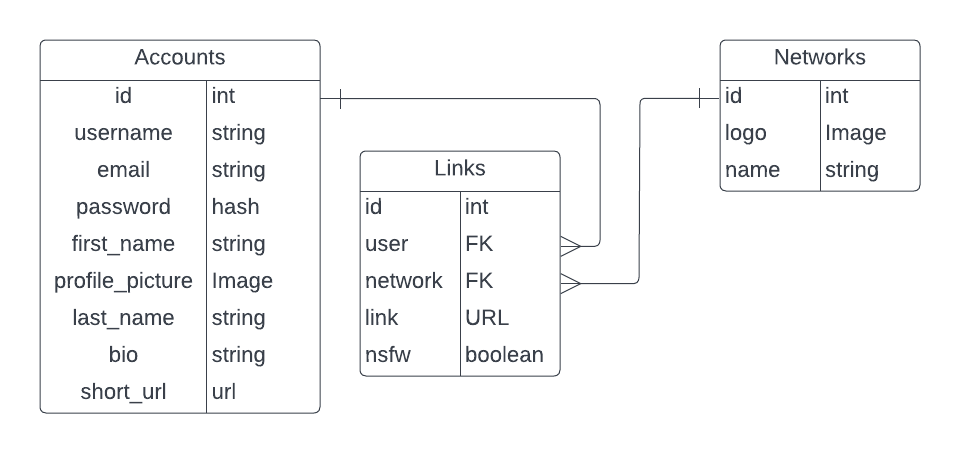 Accounts
id int
username string
email string
password hash
first_name string
profile_picture Image
last_name string
bio string
short_url url
Links
id int
user FK
network FK
link URL
nsfw boolean
Networks
id int
logo Image
name string